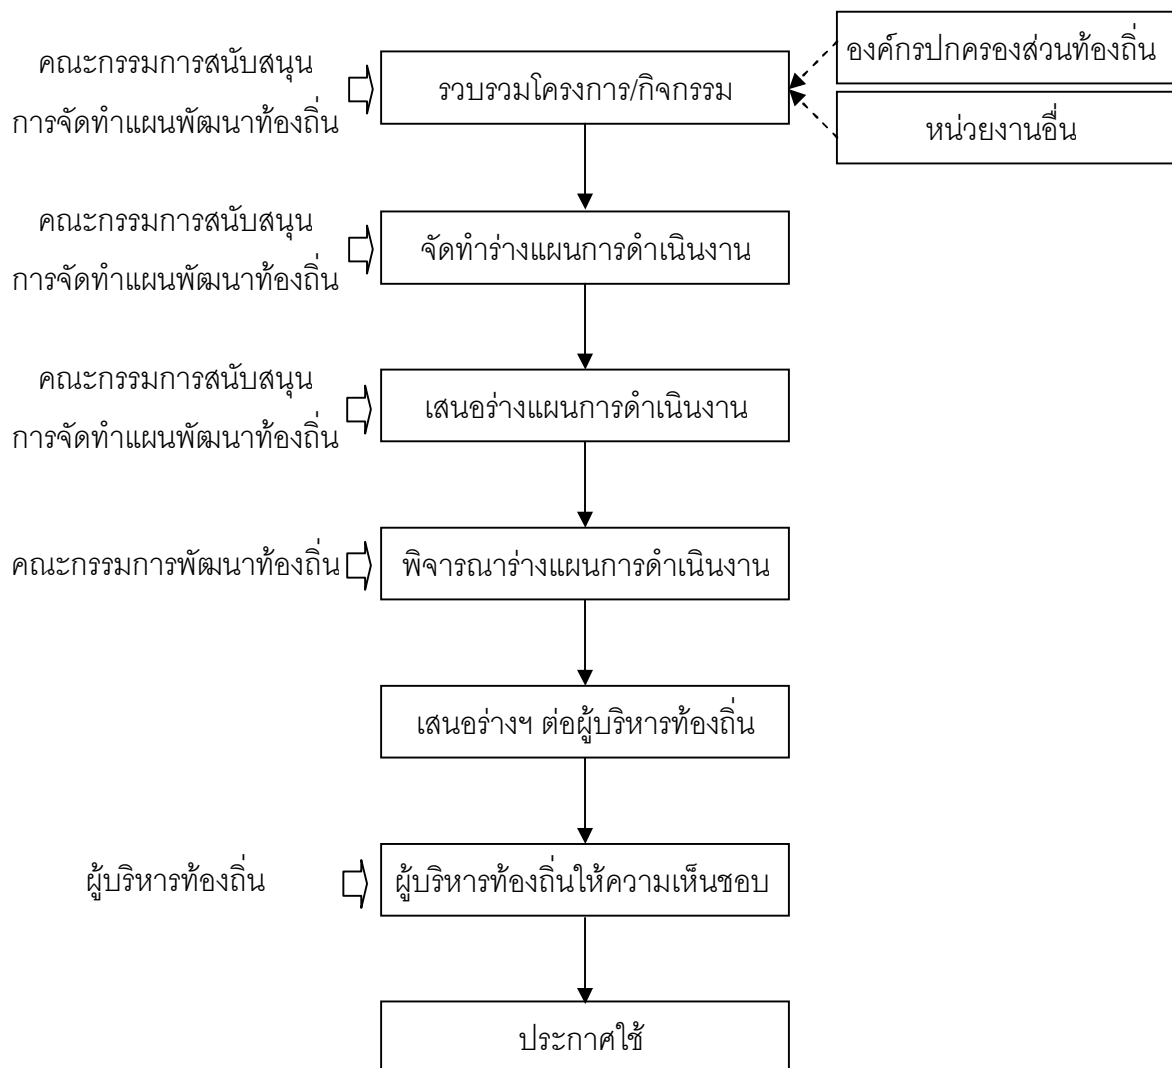 คณะกรรมการสนับสนุน
การจัดทำแผนพัฒนาท้องถิ่น
รวบรวมโครงการ/กิจกรรม
องค์กรปกครองส่วนท้องถิ่น
หน่วยงานอื่น
คณะกรรมการสนับสนุน
การจัดทำแผนพัฒนาท้องถิ่น
จัดทำร่างแผนการดำเนินงาน
คณะกรรมการสนับสนุน
การจัดทำแผนพัฒนาท้องถิ่น
เสนอร่างแผนการดำเนินงาน
คณะกรรมการพัฒนาท้องถิ่น
พิจารณาร่างแผนการดำเนินงาน
เสนอร่างฯ ต่อผู้บริหารท้องถิ่น
ผู้บริหารท้องถิ่น
ผู้บริหารท้องถิ่นให้ความเห็นชอบ
ประกาศใช้